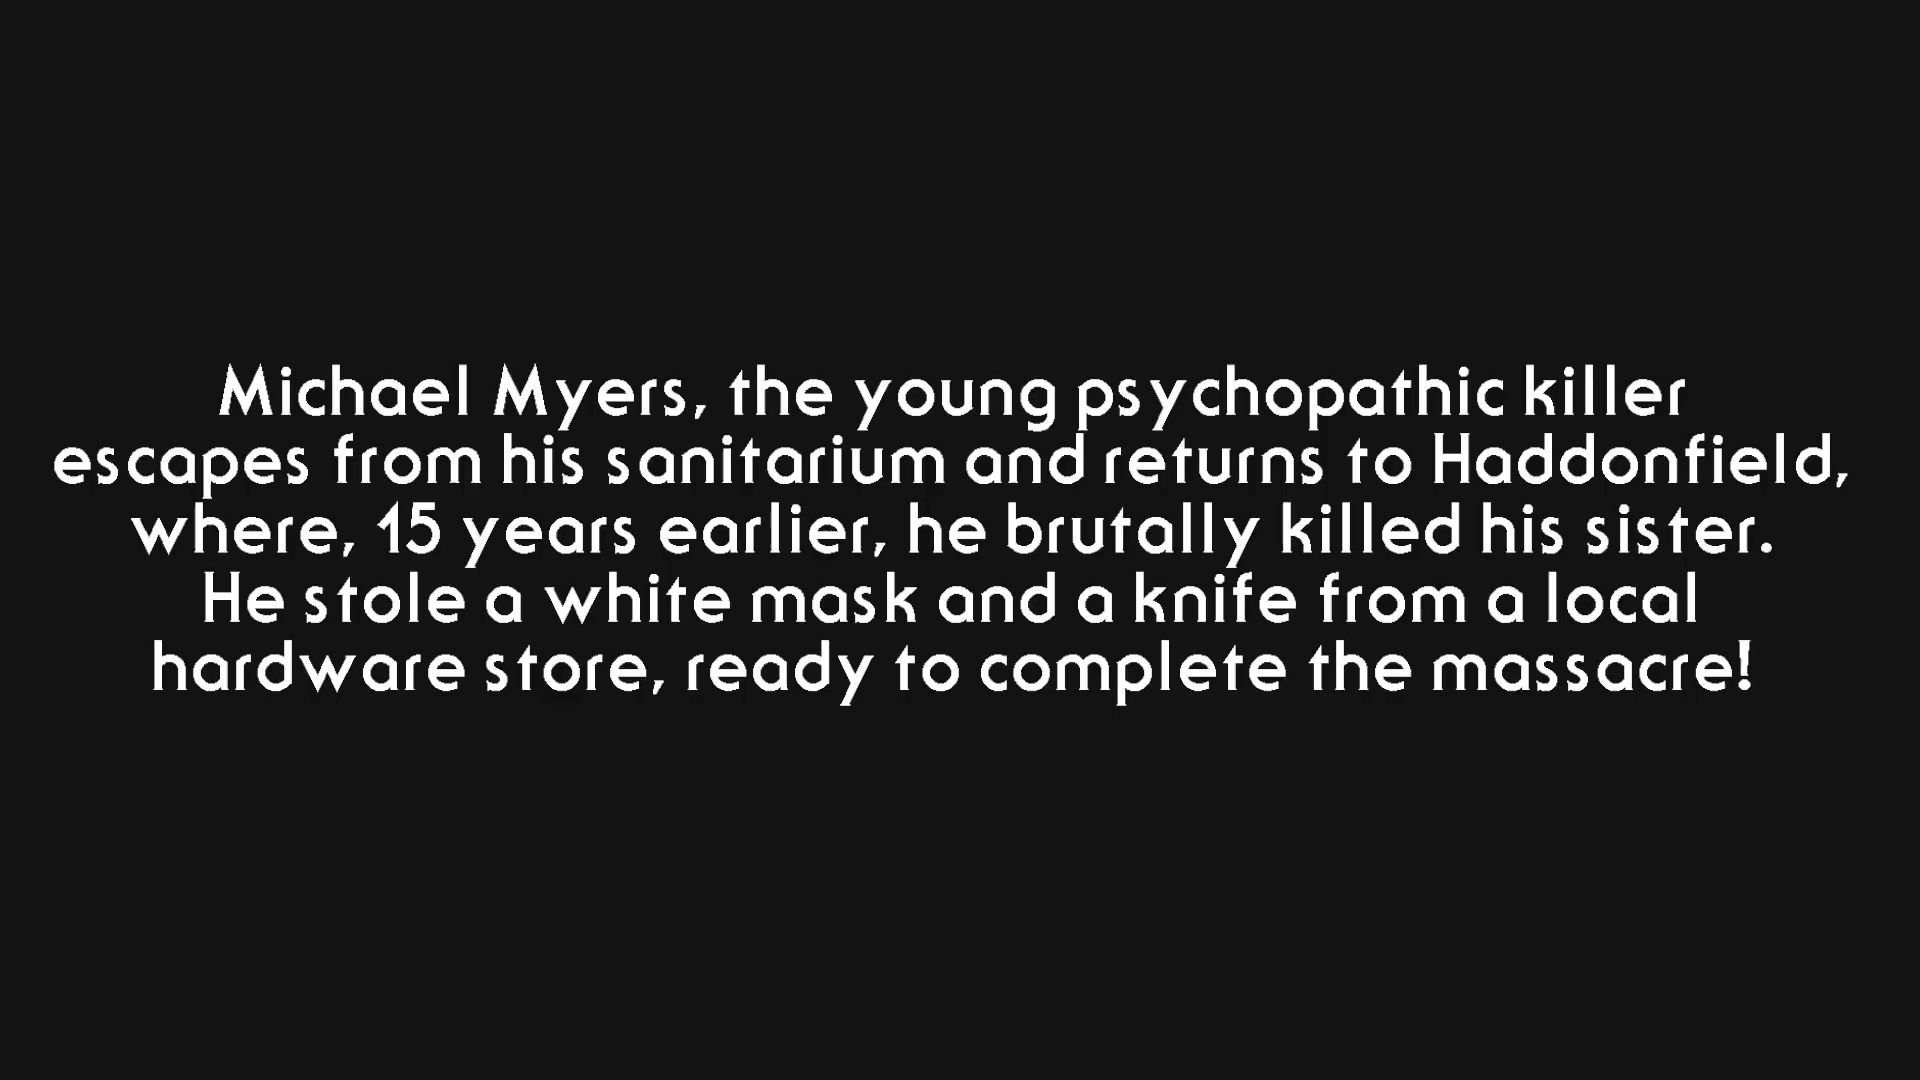 Michael Myers, the young psychopathic killer
escapes from his sanitarium and returns to Haddonfield,
where, 15 years earlier, he brutally killed his sister.
He stole a white mask and a knife from a local
hardware store, ready to complete the massacre!